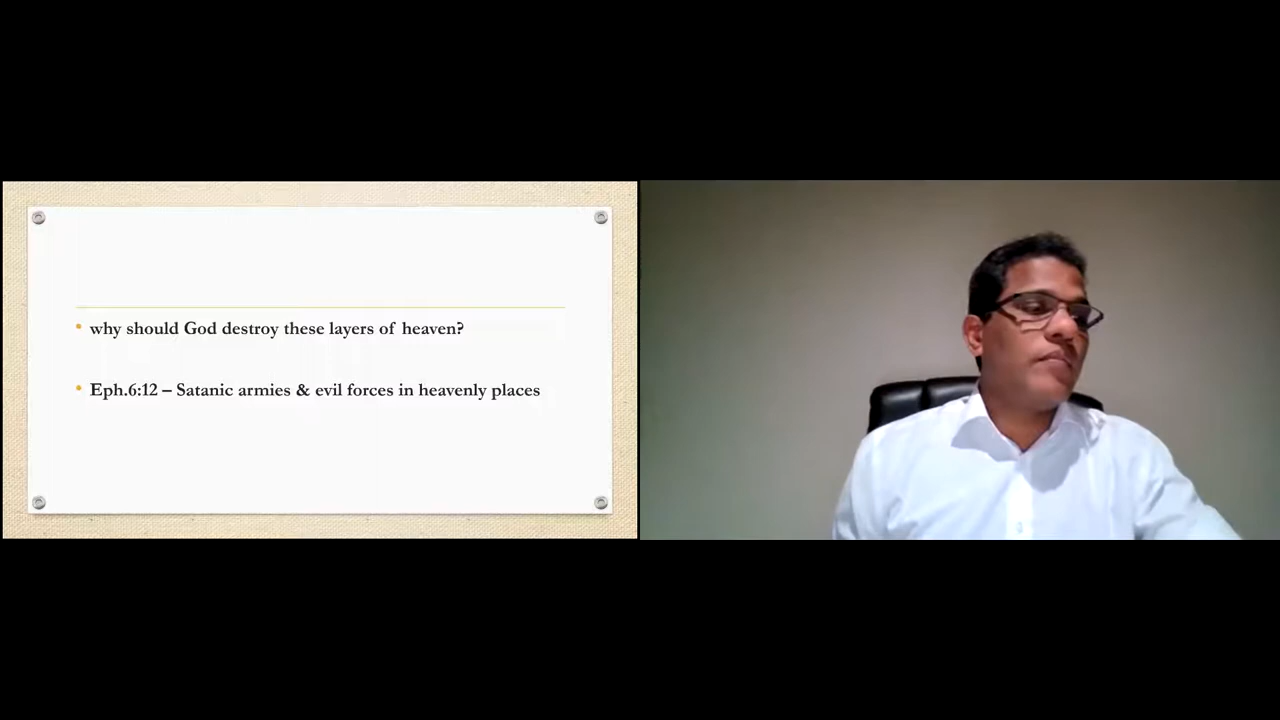 why should God destroy these layers of heaven?
Eph.6:12 – Satanic armies & evil forces in heavenly places